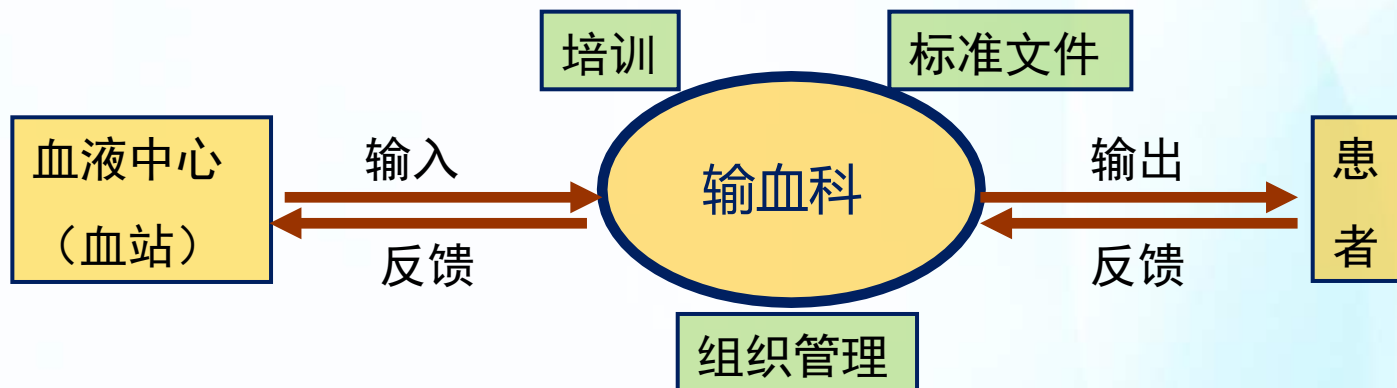 培训
标准文件
血液中心
（血站）
输入
反馈
输血科
输出
反馈
患
者
组织管理